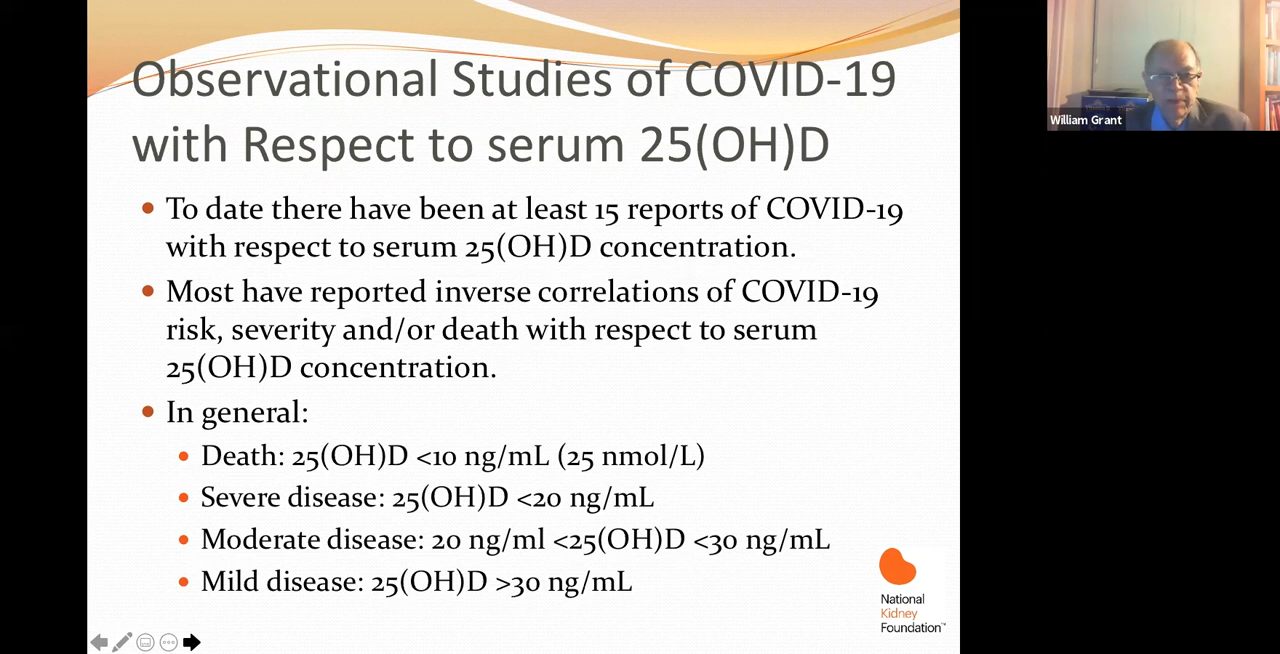 Observational Studies of COVID-19
with Respect to serum 25(OH)D
To date there have been at least 15 reports of COVID-19
with respect to serum 25(OH)D concentration.
Most have reported inverse correlations of COVID-19
risk, severity and/or death with respect to serum
25(OH)D concentration.
In general:
Death: 25(OH)D <10 ng/mL (25 nmol/L)
Severe disease: 25(OH)D <20 ng/mL
Moderate disease: 20 ng/ml <25(OH)D <30 ng/mL
Mild disease: 25(OH)D >30 ng/mL
National
Kidney
Foundation™
William Grant